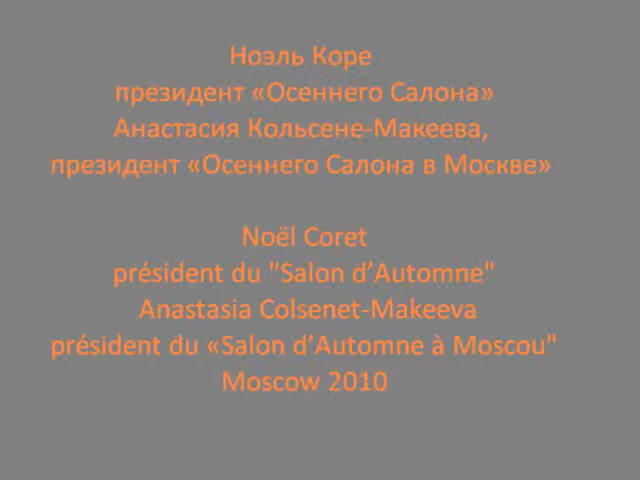 Ноэль Коре
президент «Осеннего Салона»
Анастасия Кольсене-Макеева,
президент «Осеннего Салона в Москве»
Noël Coret
président du "Salon d’Automne"
Anastasia Colsenet-Makeeva
président du «Salon d’Automne à Moscou"
Moscow 2010